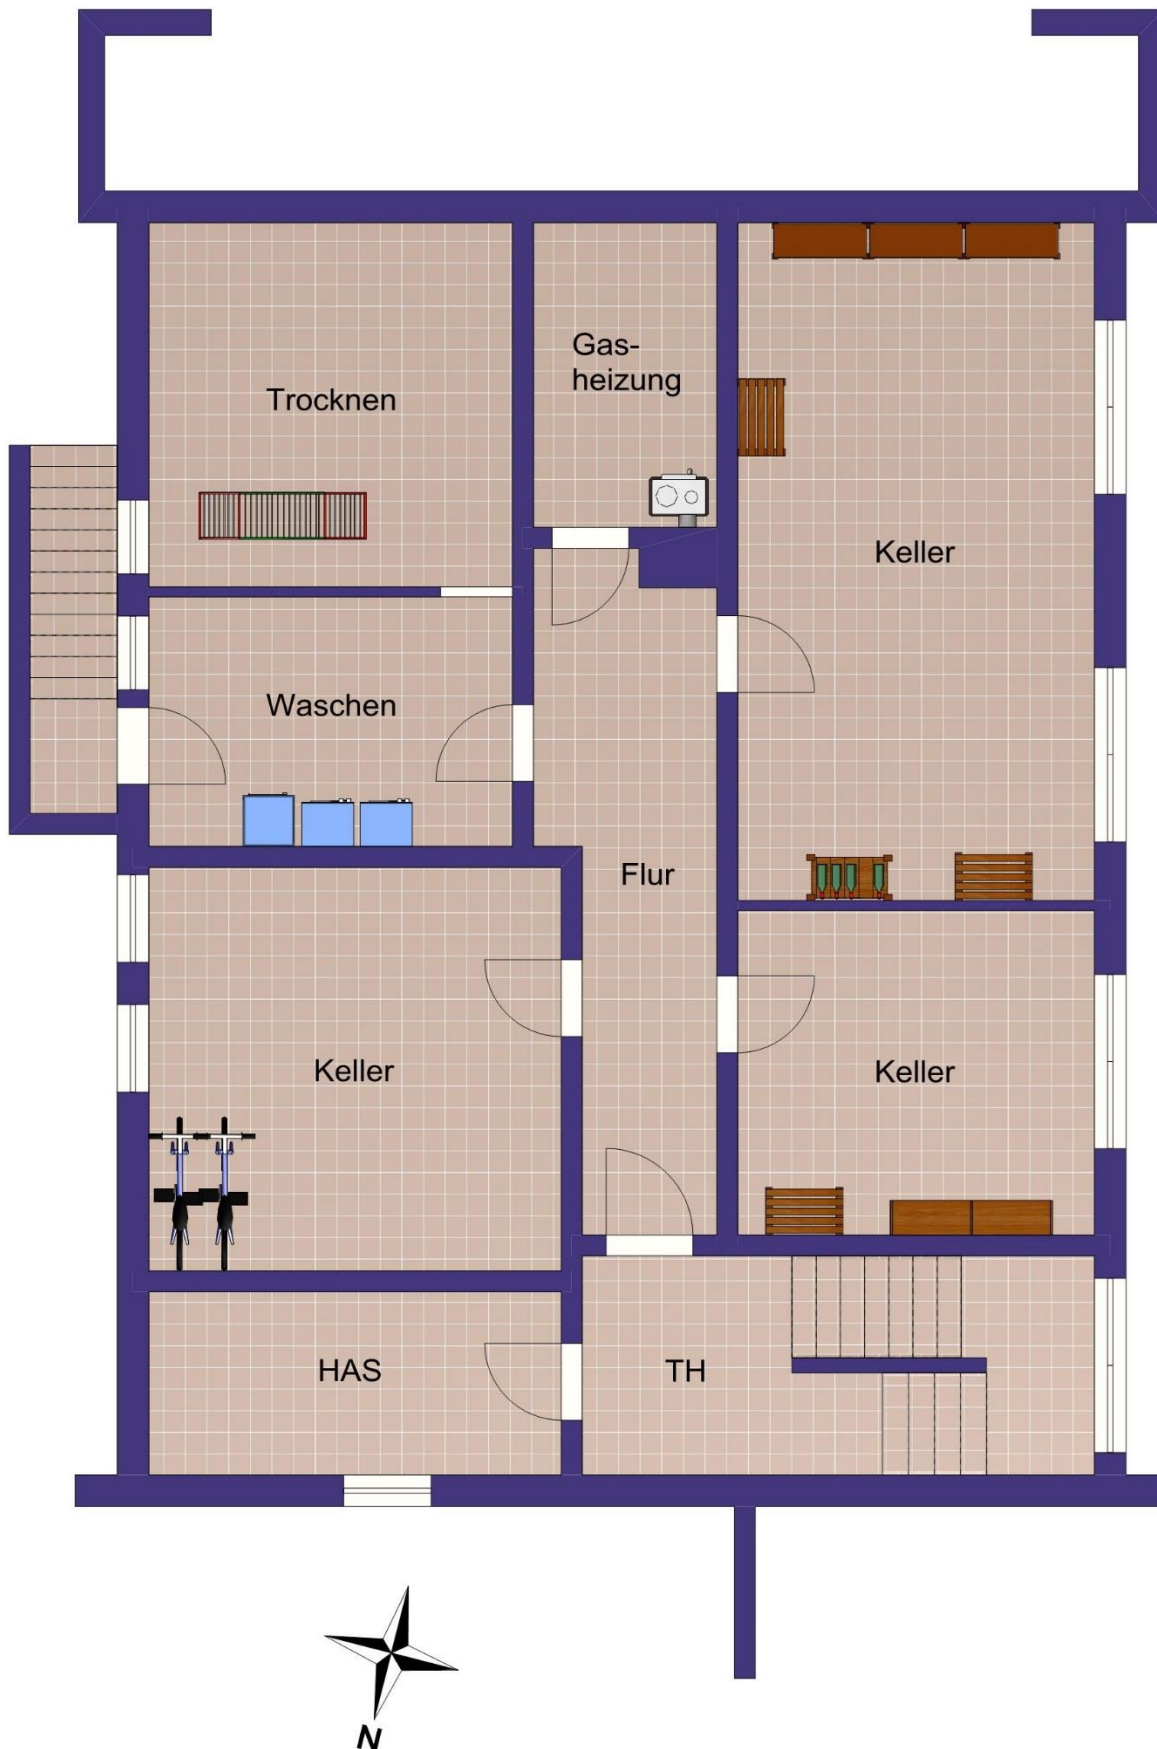 Gas-
heizung
Trocknen
Keller
Waschen
Flur
Keller
Keller
HAS
TH
N